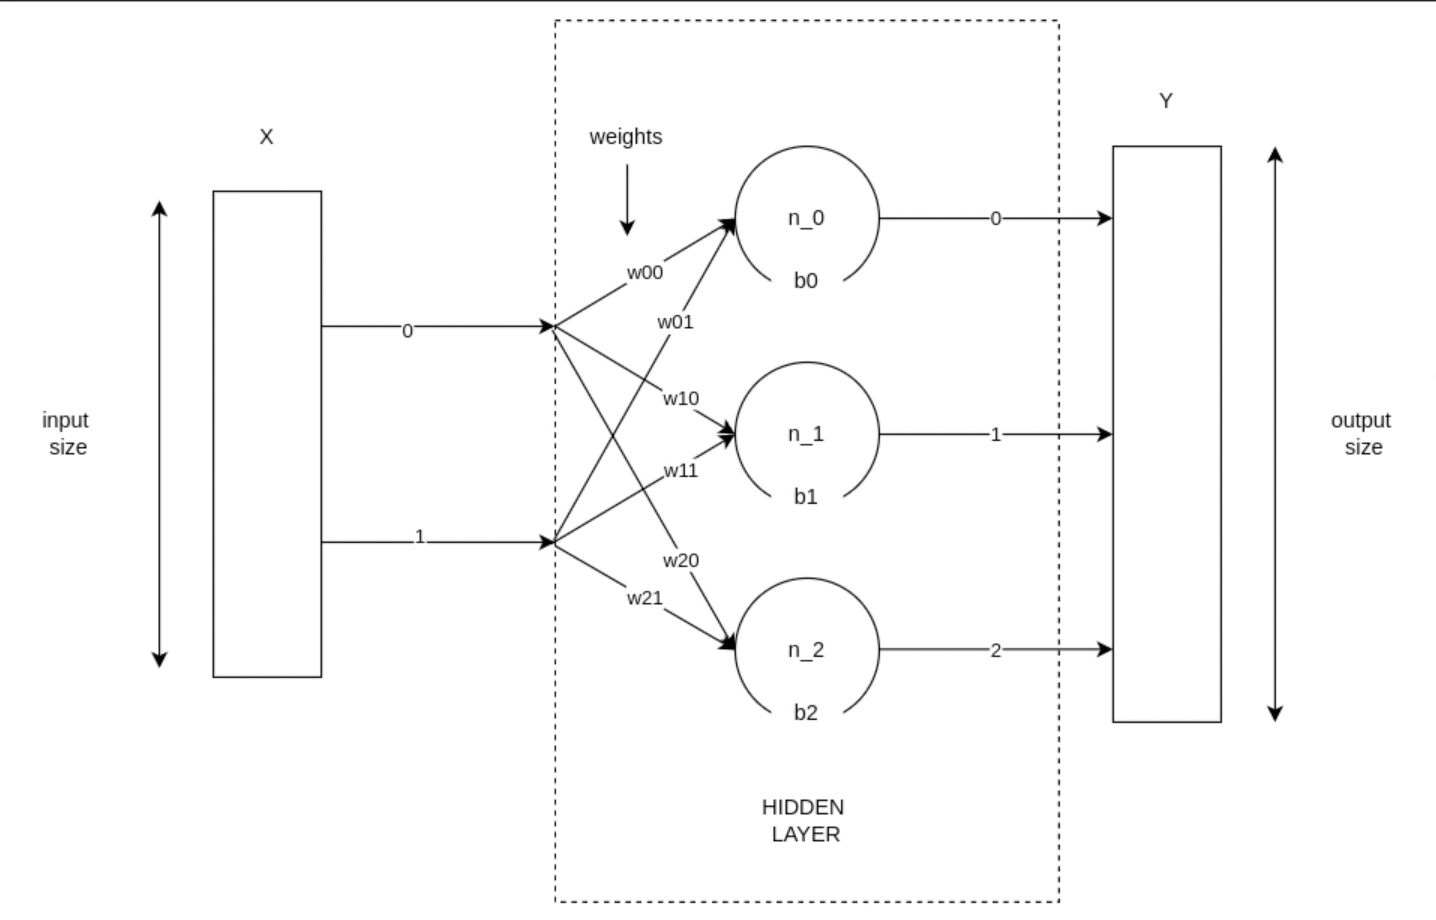 Y
X
weights
n_0
0
w00
b0
w01
0
w10
input
size
n_1
1
output
size
w11
b1
1
w20
w21
n_2
2
b2
HIDDEN
LAYER